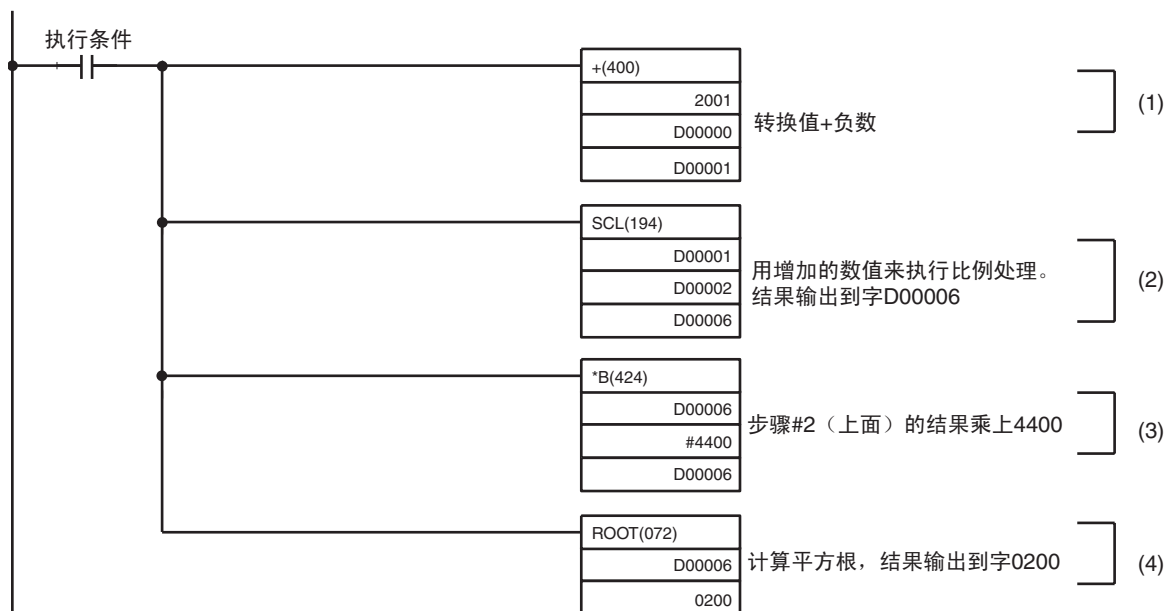 执行条件
+(400)
2001
D00000
D00001
转换值+负数
(1)
SCL(194)
D00001
D00002
D00006
用增加的数值来执行比例处理。
结果输出到字D00006
(2)
*B(424)
D00006
#4400
D00006
步骤#2（上面）的结果乘上4400
(3)
ROOT(072)
D00006
0200
计算平方根，结果输出到字0200
(4)